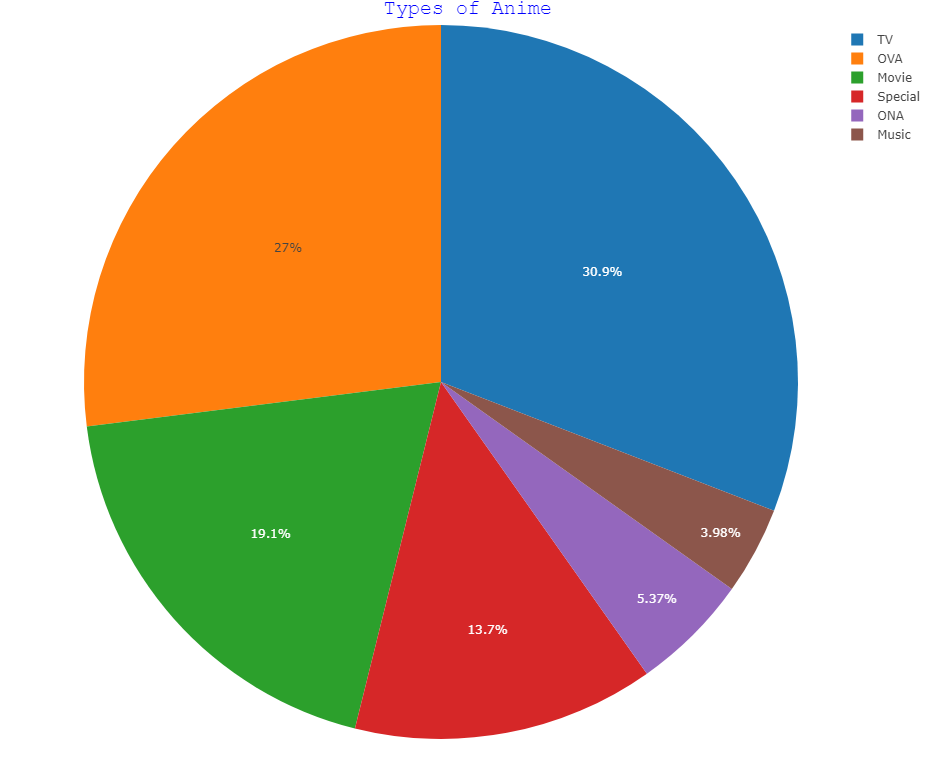 Types of Anime
TV
OVA
Movie
Special
ONA
Music
27%
30.9%
19.1%
3.98%
5.37%
13.7%